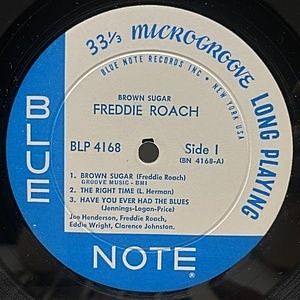 33 1/3 MICROGROOVE LONG PLAYING
BLUE NOTE RECORDS INC • NEW YORK USA
BROWN SUGAR
FREDDIE ROACH
BLP 4168 Side 1
(BN 4168-A)
1. BROWN SUGAR (Freddie Roach)
GROOVE MUSIC - BMI
2. THE RIGHT TIME (L. Herman)
3. HAVE YOU EVER HAD THE BLUES
(Jennings-Logan-Price)
Joe Henderson, Freddie Roach,
Eddie Wright, Clarence Johnston.
BLUE
NOTE
®